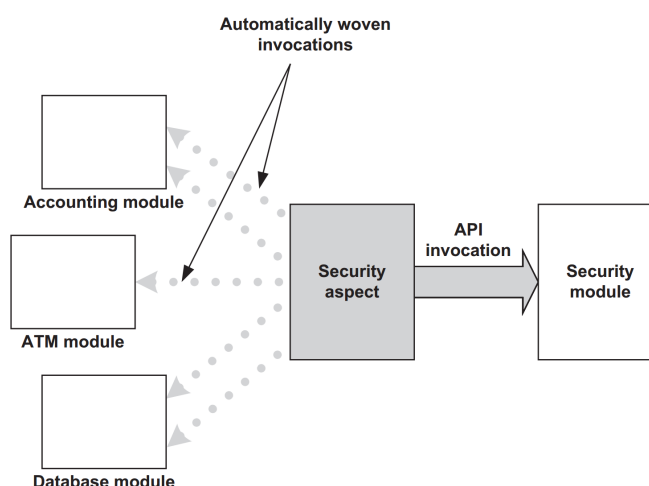 Automatically woven
invocations
Accounting module
API
invocation
Security
aspect
Security
module
ATM module
Database module